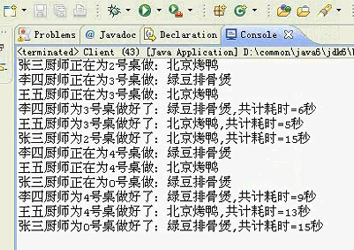 Problems @ Javadoc Declaration Console
<terminated> Client (43) [Java Application] D:\common\java6\jdk6\
张三厨师正在为2号桌做：北京烤鸭
李四厨师正在为3号桌做：绿豆排骨煲
王五厨师正在为3号桌做：北京烤鸭
李四厨师为3号桌做好了：绿豆排骨煲,共计耗时=6秒
王五厨师为3号桌做好了：北京烤鸭,共计耗时=5秒
张三厨师为2号桌做好了：北京烤鸭,共计耗时=15秒
李四厨师正在为4号桌做：绿豆排骨煲
王五厨师正在为4号桌做：北京烤鸭
张三厨师正在为0号桌做：绿豆排骨煲
李四厨师为4号桌做好了：绿豆排骨煲,共计耗时=9秒
王五厨师为4号桌做好了：北京烤鸭,共计耗时=13秒
张三厨师为0号桌做好了：绿豆排骨煲,共计耗时=15秒